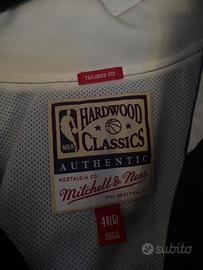 TAILORED FIT
HARDWOOD
CLASSICS
NBA
AUTHENTIC
NOSTALGIA CO.
Mitchell & Ness
PHILADELPHIA, PA
44(L)
subito